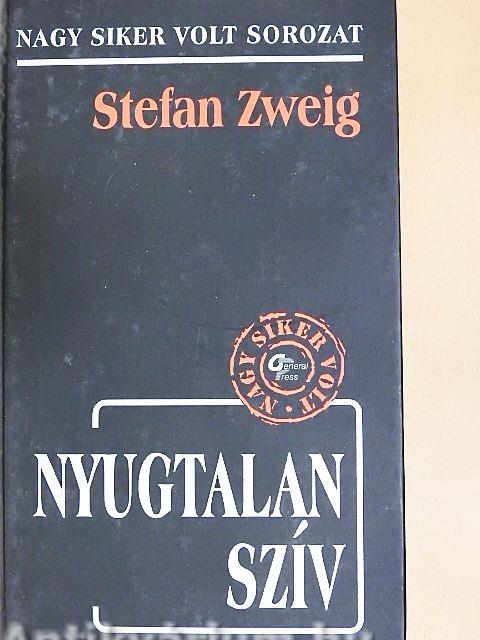 NAGY SIKER VOLT SOROZAT
Stefan Zweig
NAGY SIKER VOLT •
General
Press
NYUGTALAN
SZÍV